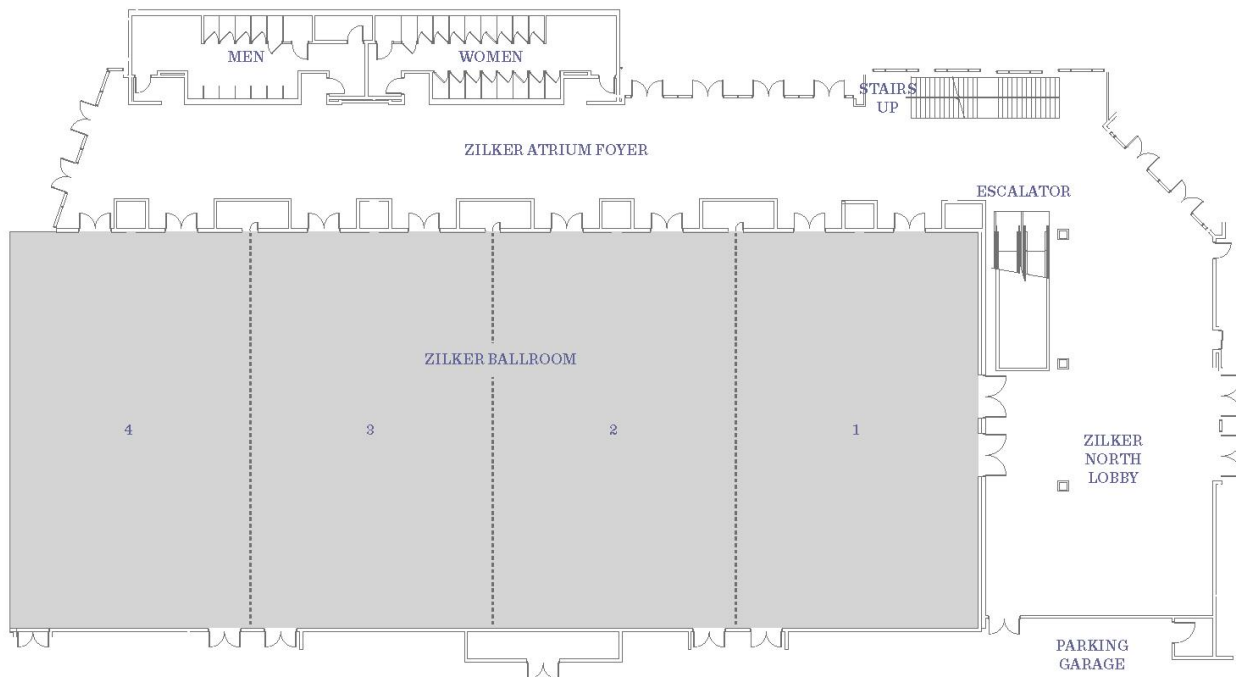 MEN
WOMEN
STAIRS
UP
ZILKER ATRIUM FOYER
ESCALATOR
ZILKER BALLROOM
4
3
2
1
ZILKER
NORTH
LOBBY
PARKING
GARAGE